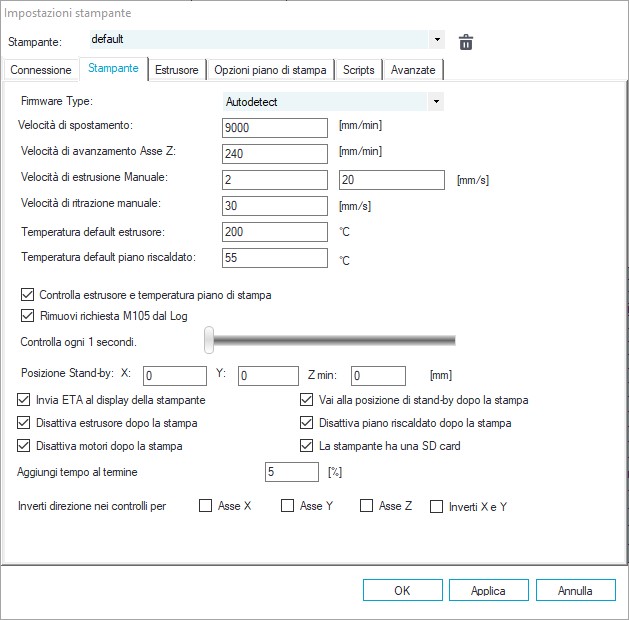 Impostazioni stampante
Stampante: default
Connessione Stampante Estrusore Opzioni piano di stampa Scripts Avanzate
Firmware Type: Autodetect
Velocità di spostamento: 9000 [mm/min]
Velocità di avanzamento Asse Z: 240 [mm/min]
Velocità di estrusione Manuale: 2 20 [mm/s]
Velocità di ritrazione manuale: 30 [mm/s]
Temperatura default estrusore: 200 °C
Temperatura default piano riscaldato: 55 °C
Controlla estrusore e temperatura piano di stampa
Rimuovi richiesta M105 dal Log
Controlla ogni 1 secondi.
Posizione Stand-by: X: 0 Y: 0 Z min: 0 [mm]
Invia ETA al display della stampante Vai alla posizione di stand-by dopo la stampa
Disattiva estrusore dopo la stampa Disattiva piano riscaldato dopo la stampa
Disattiva motori dopo la stampa La stampante ha una SD card
Aggiungi tempo al termine 5 [%]
Inverti direzione nei controlli per Asse X Asse Y Asse Z Inverti X e Y
OK Applica Annulla